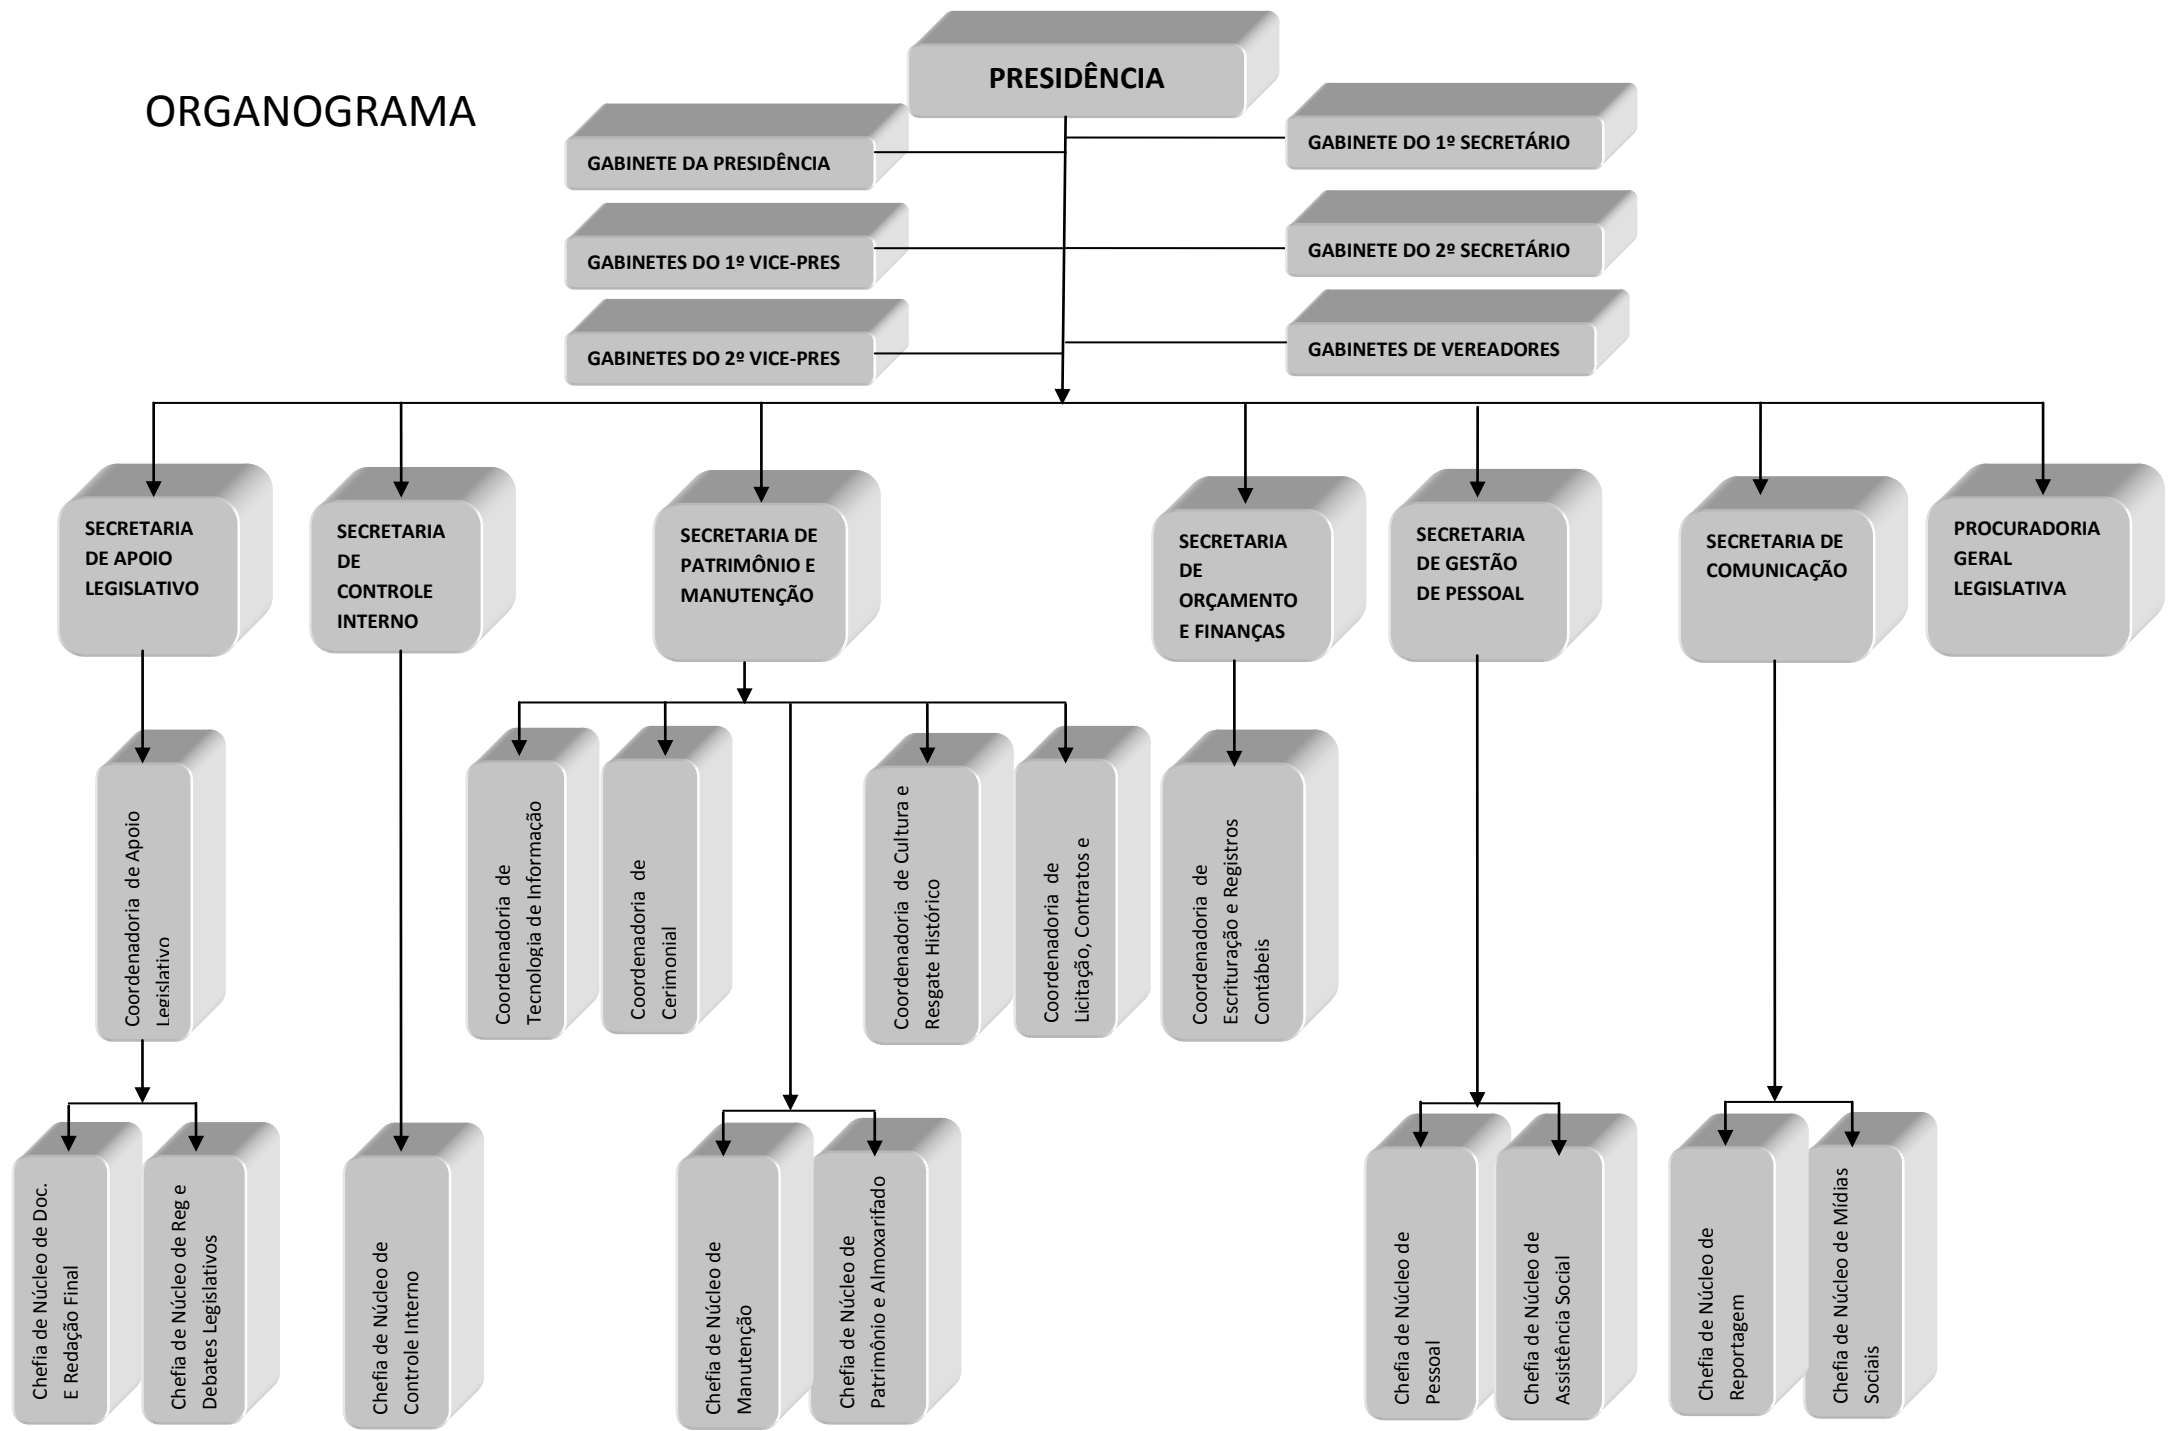 PRESIDÊNCIA
ORGANOGRAMA
GABINETE DA PRESIDÊNCIA
GABINETE DO 1º SECRETÁRIO
GABINETES DO 1º VICE-PRES
GABINETE DO 2º SECRETÁRIO
GABINETES DO 2º VICE-PRES
GABINETES DE VEREADORES
SECRETARIA
DE APOIO
LEGISLATIVO
SECRETARIA
DE
CONTROLE
INTERNO
SECRETARIA DE
PATRIMÔNIO E
MANUTENÇÃO
SECRETARIA
DE
ORÇAMENTO
E FINANÇAS
SECRETARIA
DE GESTÃO
DE PESSOAL
SECRETARIA DE
COMUNICAÇÃO
PROCURADORIA
GERAL
LEGISLATIVA
Coordenadoria de Apoio
Legislativo
Coordenadoria de
Tecnologia de Informação
Coordenadoria de
Cerimonial
Coordenadoria de Cultura e
Resgate Histórico
Coordenadoria de
Licitação, Contratos e
Coordenadoria de
Escrituração e Registros
Contábeis
Chefia de Núcleo de Doc.
E Redação Final
Chefia de Núcleo de Reg e
Debates Legislativos
Chefia de Núcleo de
Controle Interno
Chefia de Núcleo de
Manutenção
Chefia de Núcleo de
Patrimônio e Almoxarifado
Chefia de Núcleo de
Pessoal
Chefia de Núcleo de
Assistência Social
Chefia de Núcleo de
Reportagem
Chefia de Núcleo de Mídias
Sociais